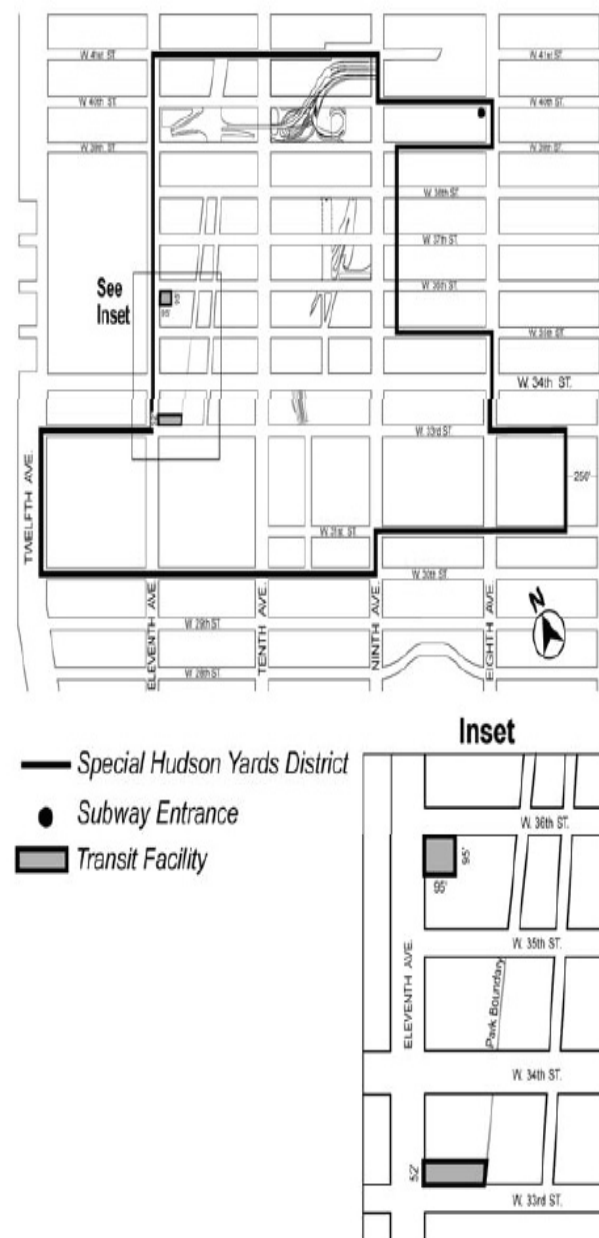 W. 41st ST. W. 41st ST.
W. 40th ST. W. 40th ST.
W. 39th ST. W. 39th ST.
W. 38th ST.
W. 37th ST.
See
Inset
95'
95'
W. 36th ST.
W. 35th ST.
W. 34th ST.
W. 33rd ST.
TWELFTH AVE.
250'
W. 31st ST.
W. 30th ST.
ELEVENTH AVE.
TENTH AVE.
NINTH AVE.
EIGHTH AVE
N
W. 29th ST
W. 28th ST.
Inset
Special Hudson Yards District
Subway Entrance
Transit Facility
W. 36th ST.
95'
95'
ELEVENTH AVE.
W. 35th ST.
Park Boundary
W. 34th ST.
52'
W. 33rd ST.